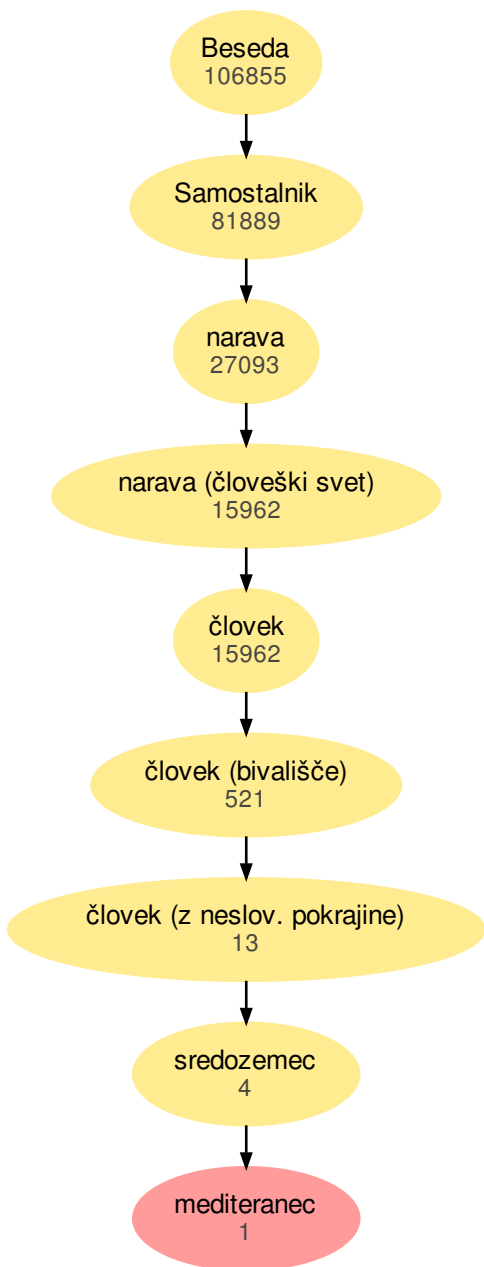 Beseda
106855
Samostalnik
81889
narava
27093
narava (človeški svet)
15962
človek
15962
človek (bivališče)
521
človek (z neslov. pokrajine)
13
sredozemec
4
mediteranec
1